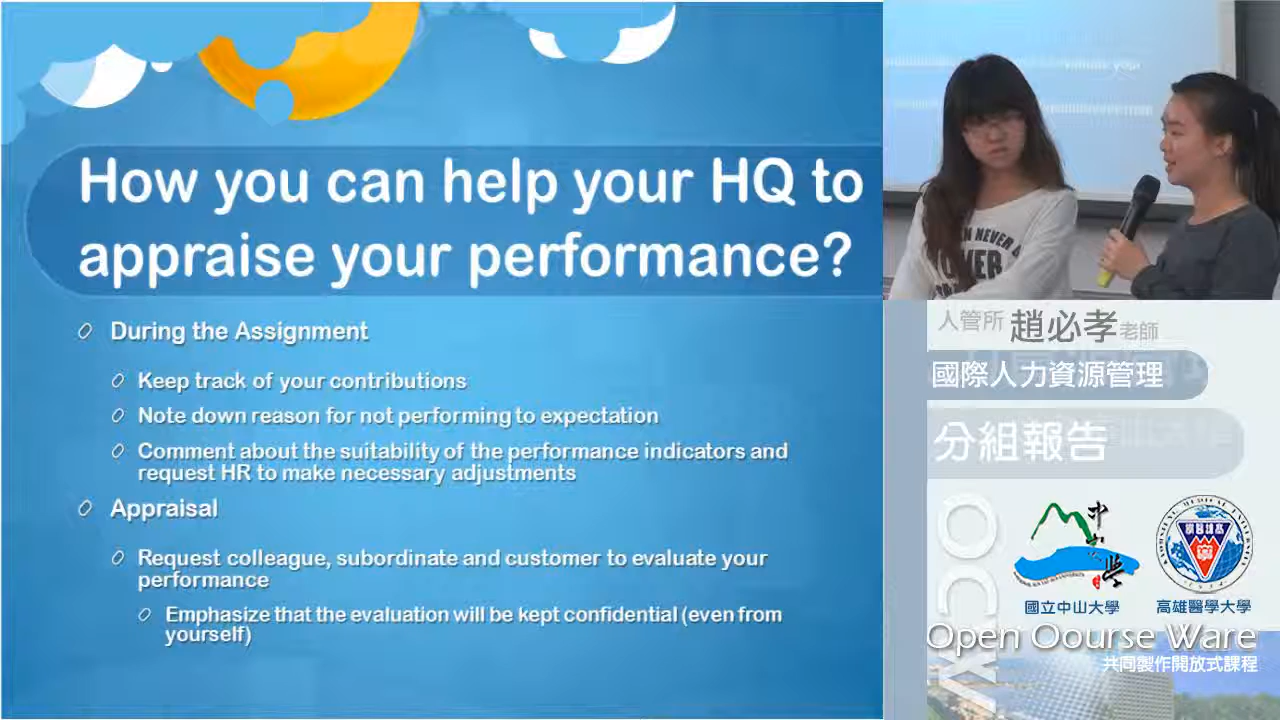 How you can help your HQ to
appraise your performance?
During the Assignment
Keep track of your contributions
Note down reason for not performing to expectation
Comment about the suitability of the performance indicators and
request HR to make necessary adjustments
Appraisal
Request colleague, subordinate and customer to evaluate your
performance
Emphasize that the evaluation will be kept confidential (even from
yourself)
人管所 趙必孝老師
國際人力資源管理
分組報告
OCW
國立中山大學
高雄醫學大學
Open Oourse Ware
共同製作開放式課程